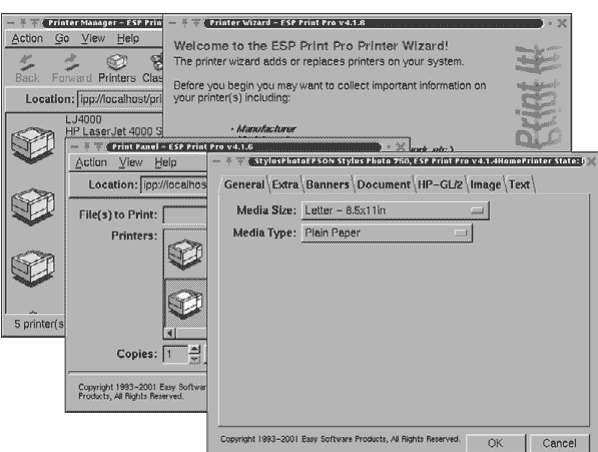 Printer Manager - ESP Prin
Action Go View Help
Back Forward Printers Clas
Location: ipp://localhost/pri
LJ4000
HP LaserJet 4000 S
5 printer(s
Printer Wizard - ESP Print Pro v4.1.6
Welcome to the ESP Print Pro Printer Wizard!
The printer wizard adds or replaces printers on your system.
Before you begin you may want to collect important information on
your printer(s) including:
• Manufacturer
work, etc.)
Print It!
Print Panel - ESP Print Pro v4.1.6
Action View Help
Location: ipp://localhos
File(s) to Print:
Printers:
Copies: 1
Copyright 1993-2001 Easy Softwar
Products, All Rights Reserved.
StylusPhotoEPSON Stylus Photo 750, ESP Print Pro v4.1.4HomePrinter State:
General Extra Banners Document HP-GL/2 Image Text
Media Size: Letter - 8.5x11in
Media Type: Plain Paper
Copyright 1993-2001 Easy Software Products, All Rights Reserved.
OK Cancel